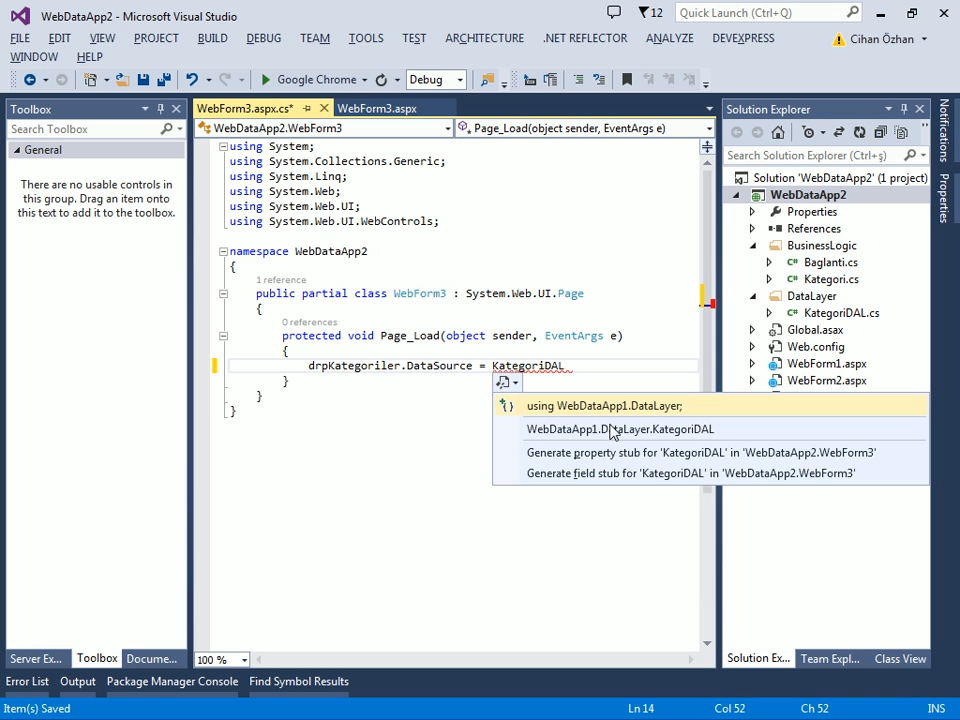 WebDataApp2 - Microsoft Visual Studio
12
Quick Launch (Ctrl+Q)
FILE EDIT VIEW PROJECT BUILD DEBUG TEAM TOOLS TEST ARCHITECTURE .NET REFLECTOR ANALYZE DEVEXPRESS
Cihan Özhan
WINDOW HELP
Google Chrome
Debug
Toolbox
Search Toolbox
General
There are no usable controls in
this group. Drag an item onto
this text to add it to the toolbox.
WebForm3.aspx.cs*
WebForm3.aspx
WebDataApp2.WebForm3
Page_Load(object sender, EventArgs e)
using System;
using System.Collections.Generic;
using System.Linq;
using System.Web;
using System.Web.UI;
using System.Web.UI.WebControls;
namespace WebDataApp2
{
1 reference
public partial class WebForm3 : System.Web.UI.Page
{
0 references
protected void Page_Load(object sender, EventArgs e)
{
drpKategoriler.DataSource = KategoriDAL
}
}
}
using WebDataApp1.DataLayer;
WebDataApp1.DataLayer.KategoriDAL
Generate property stub for 'KategoriDAL' in 'WebDataApp2.WebForm3'
Generate field stub for 'KategoriDAL' in 'WebDataApp2.WebForm3'
Solution Explorer
Search Solution Explorer (Ctrl+ş)
Solution 'WebDataApp2' (1 project)
WebDataApp2
Properties
References
BusinessLogic
C# Baglanti.cs
C# Kategori.cs
DataLayer
C# KategoriDAL.cs
Global.asax
Web.config
WebForm1.aspx
WebForm2.aspx
Notifications
Properties
100 %
Server Ex... Toolbox Docume...
Solution Ex... Team Expl... Class View
Error List Output Package Manager Console Find Symbol Results
Item(s) Saved
Ln 14 Col 52 Ch 52 INS